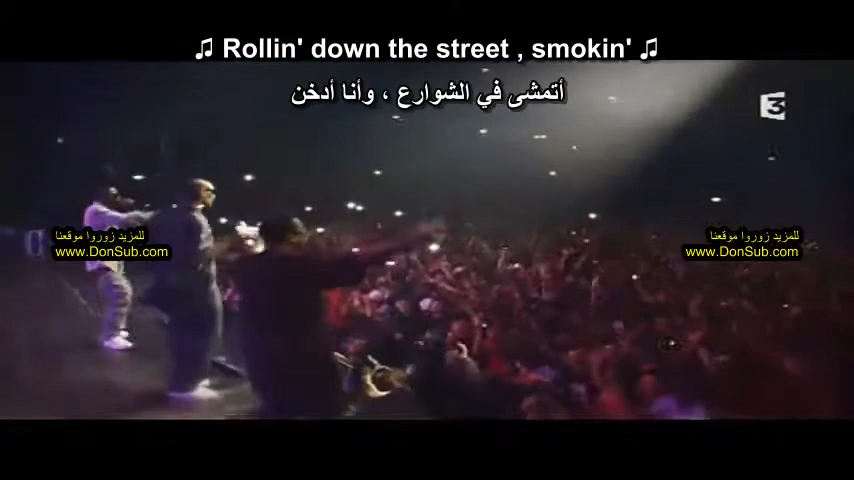 ♫ Rollin' down the street , smokin' ♫
أتمشى في الشوارع ، وأنا أدخن
3
للمزيد زوروا موقعنا
www.DonSub.com
للمزيد زوروا موقعنا
www.DonSub.com